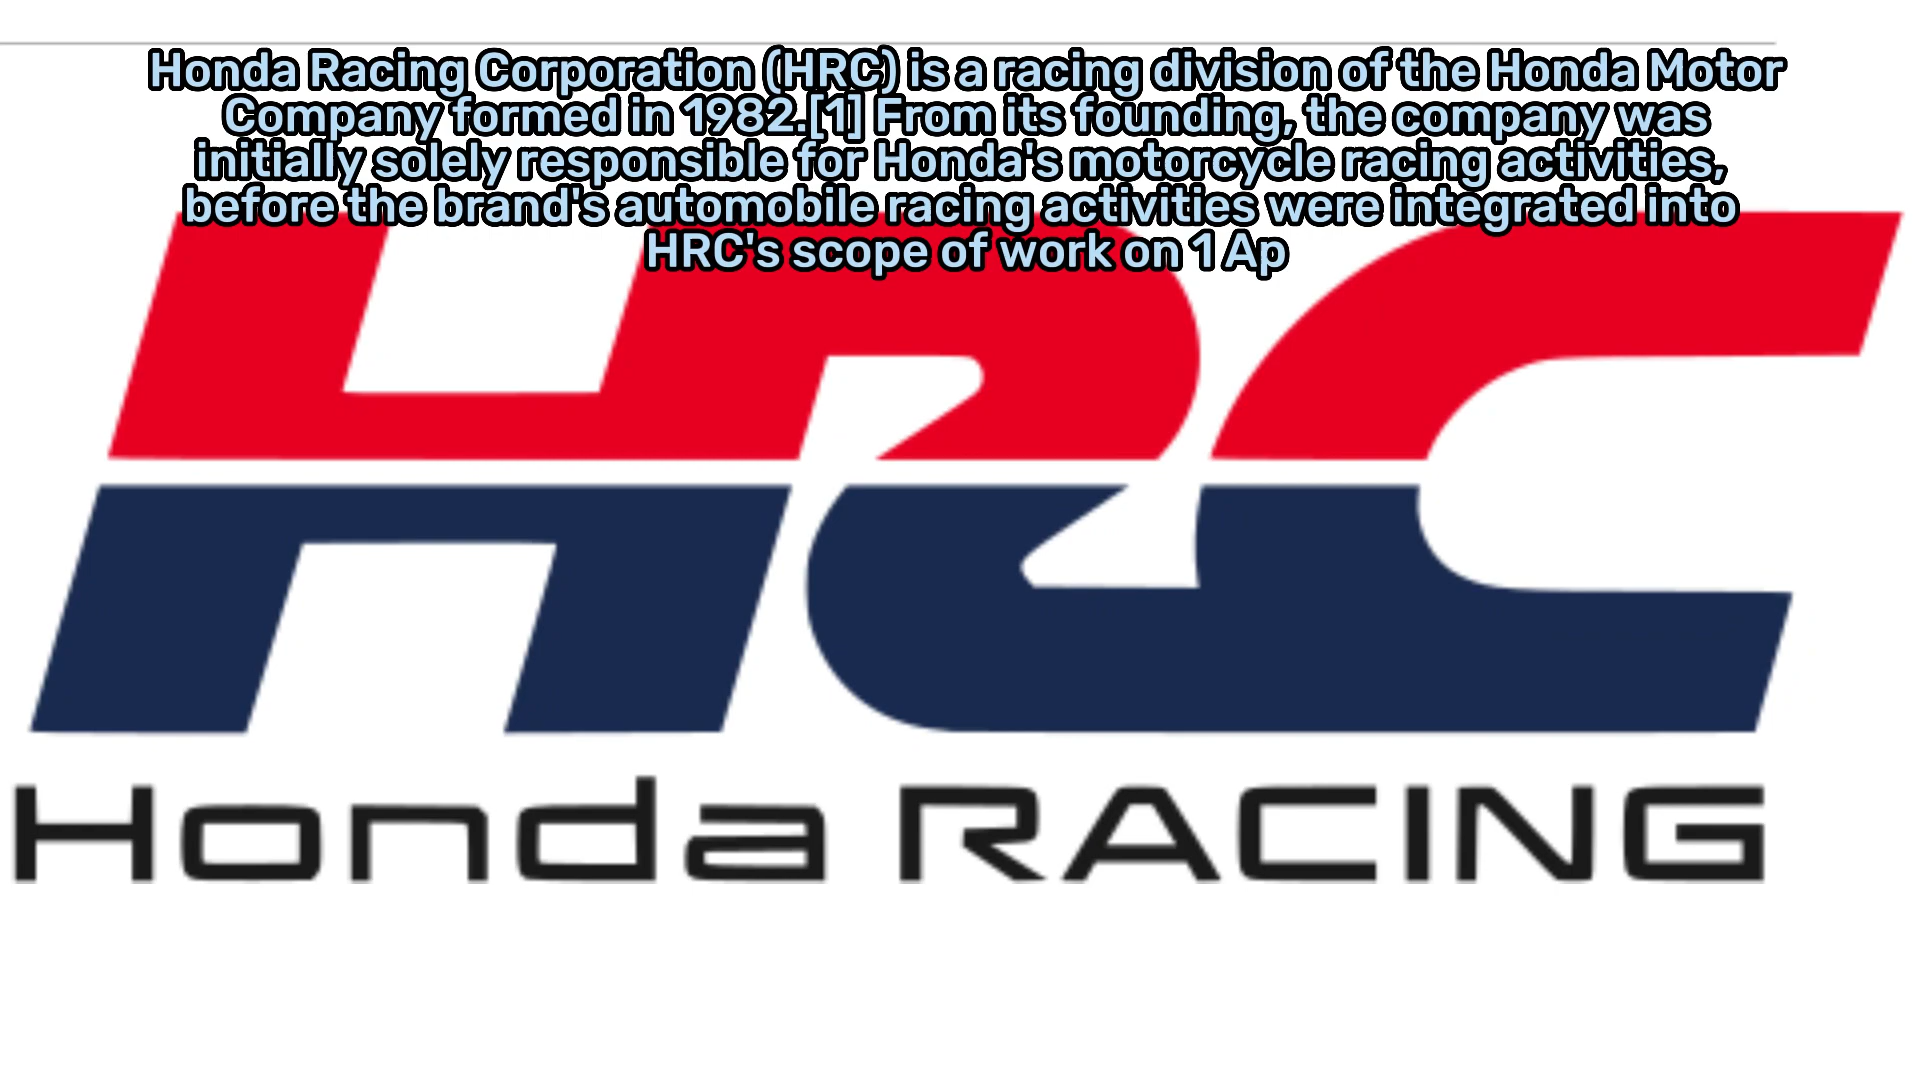 Honda Racing Corporation (HRC) is a racing division of the Honda Motor
Company formed in 1982.[1] From its founding, the company was
initially solely responsible for Honda's motorcycle racing activities,
before the brand's automobile racing activities were integrated into
HRC's scope of work on 1 Ap
HRC
Honda RACING